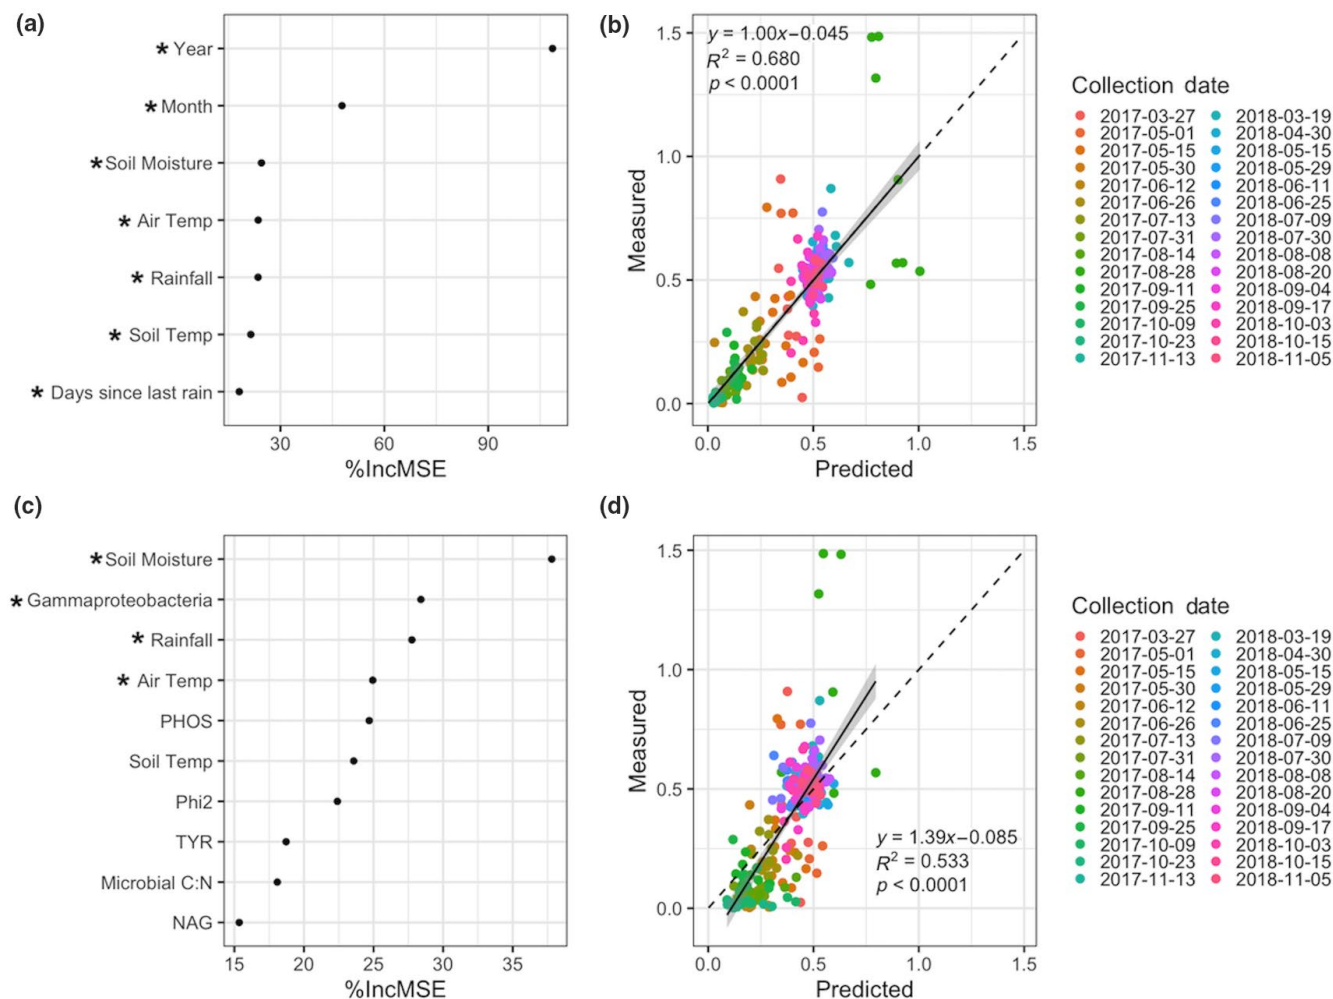 (a)
* Year
* Month
* Soil Moisture
* Air Temp
* Rainfall
* Soil Temp
* Days since last rain
30 60 90
%IncMSE
(b)
1.5
1.0
0.5
0.0
Measured
y = 1.00x−0.045
R² = 0.680
p < 0.0001
0.0 0.5 1.0 1.5
Predicted
Collection date
2017-03-27 2018-03-19
2017-05-01 2018-04-30
2017-05-15 2018-05-15
2017-05-30 2018-05-29
2017-06-12 2018-06-11
2017-06-26 2018-06-25
2017-07-13 2018-07-09
2017-07-31 2018-07-30
2017-08-14 2018-08-08
2017-08-28 2018-08-20
2017-09-11 2018-09-04
2017-09-25 2018-09-17
2017-10-09 2018-10-03
2017-10-23 2018-10-15
2017-11-13 2018-11-05
(c)
* Soil Moisture
* Gammaproteobacteria
* Rainfall
* Air Temp
PHOS
Soil Temp
Phi2
TYR
Microbial C:N
NAG
15 20 25 30 35
%IncMSE
(d)
1.5
1.0
0.5
0.0
Measured
y = 1.39x−0.085
R² = 0.533
p < 0.0001
0.0 0.5 1.0 1.5
Predicted
Collection date
2017-03-27 2018-03-19
2017-05-01 2018-04-30
2017-05-15 2018-05-15
2017-05-30 2018-05-29
2017-06-12 2018-06-11
2017-06-26 2018-06-25
2017-07-13 2018-07-09
2017-07-31 2018-07-30
2017-08-14 2018-08-08
2017-08-28 2018-08-20
2017-09-11 2018-09-04
2017-09-25 2018-09-17
2017-10-09 2018-10-03
2017-10-23 2018-10-15
2017-11-13 2018-11-05